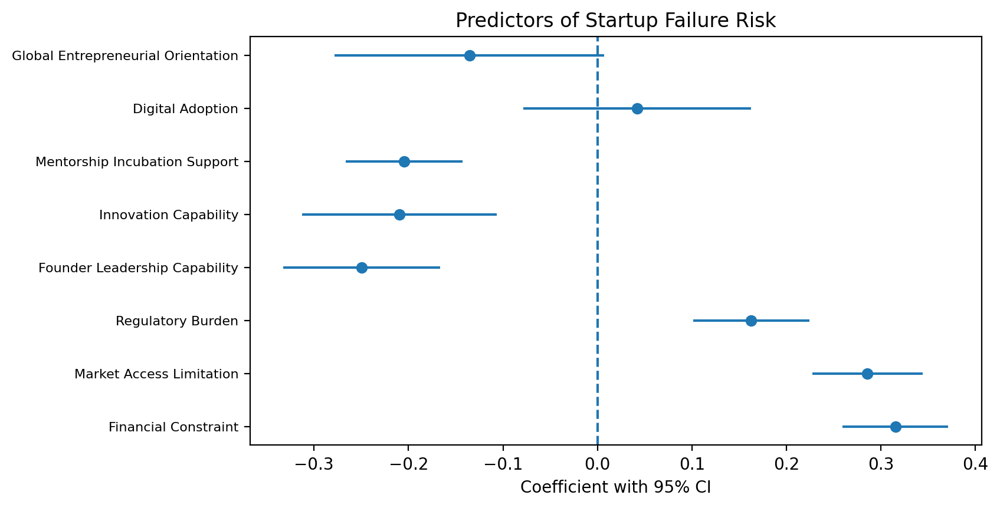 Predictors of Startup Failure Risk
Global Entrepreneurial Orientation
Digital Adoption
Mentorship Incubation Support
Innovation Capability
Founder Leadership Capability
Regulatory Burden
Market Access Limitation
Financial Constraint
−0.3 −0.2 −0.1 0.0 0.1 0.2 0.3 0.4
Coefficient with 95% CI